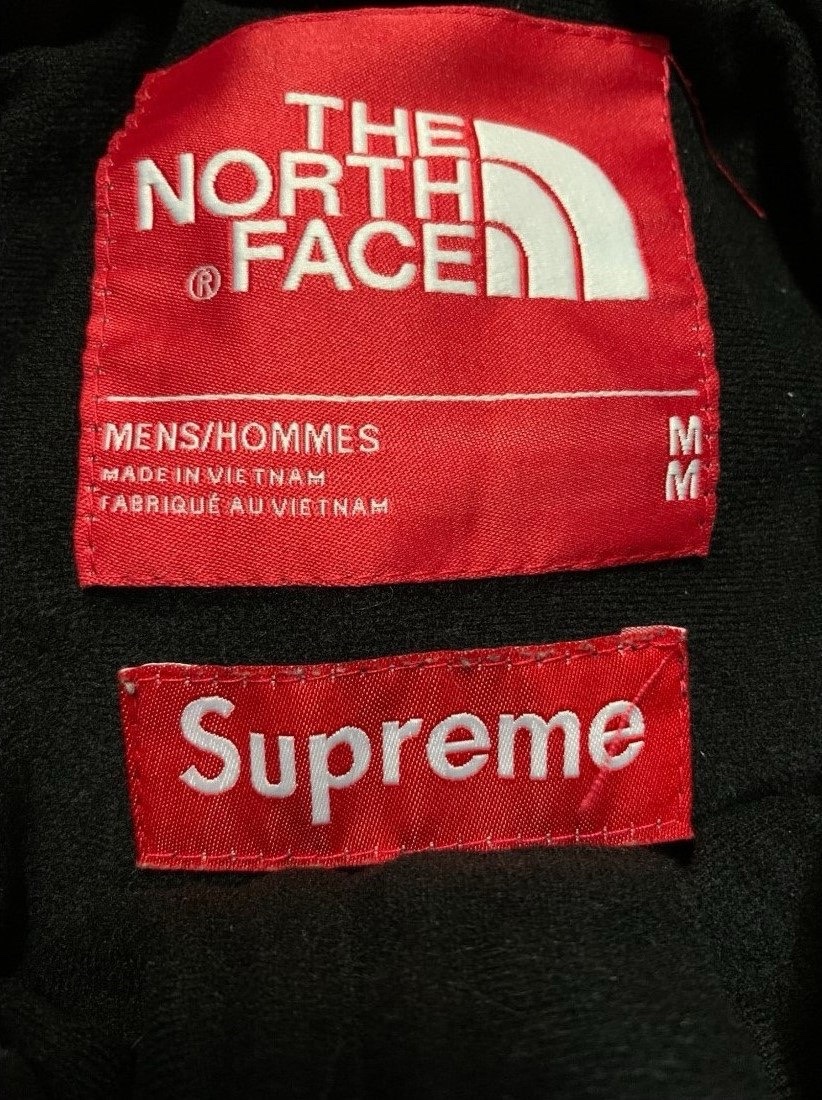 THE
NORTH
® FACE
MENS/HOMMES M
MADE IN VIETNAM M
FABRIQUÉ AU VIETNAM
Supreme